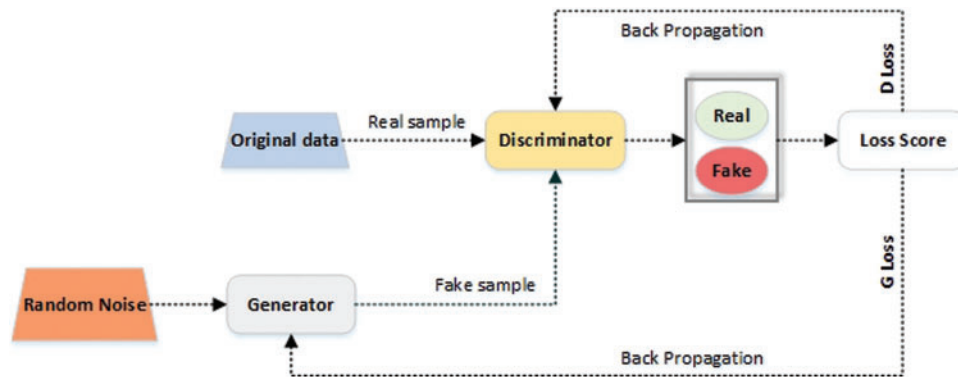 Back Propagation
D Loss
Original data
Real sample
Discriminator
Real
Fake
Loss Score
Random Noise
Generator
Fake sample
G Loss
Back Propagation